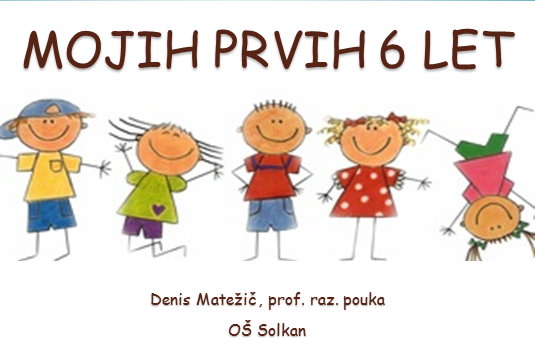 MOJIH PRVIH 6 LET
Denis Matežič, prof. raz. pouka
OŠ Solkan